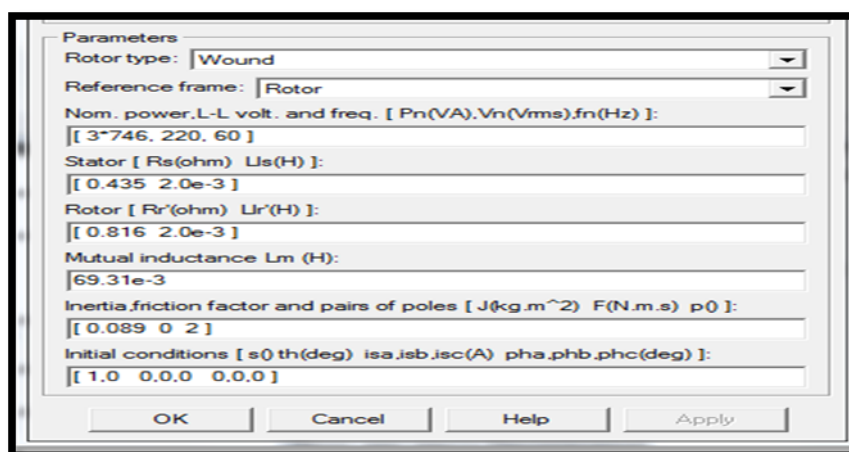 Parameters
Rotor type: Wound
Reference frame: Rotor
Nom. power,L-L volt. and freq. [ Pn(VA),Vn(Vrms),fn(Hz) ]:
[ 3*746, 220, 60 ]
Stator [ Rs(ohm) Lls(H) ]:
[ 0.435 2.0e-3 ]
Rotor [ Rr'(ohm) Llr'(H) ]:
[ 0.816 2.0e-3 ]
Mutual inductance Lm (H):
69.31e-3
Inertia,friction factor and pairs of poles [ J(kg.m^2) F(N.m.s) p() ]:
[ 0.089 0 2 ]
Initial conditions [ s() th(deg) isa,isb,isc(A) pha,phb,phc(deg) ]:
[ 1,0 0,0,0 0,0,0 ]
OK Cancel Help Apply